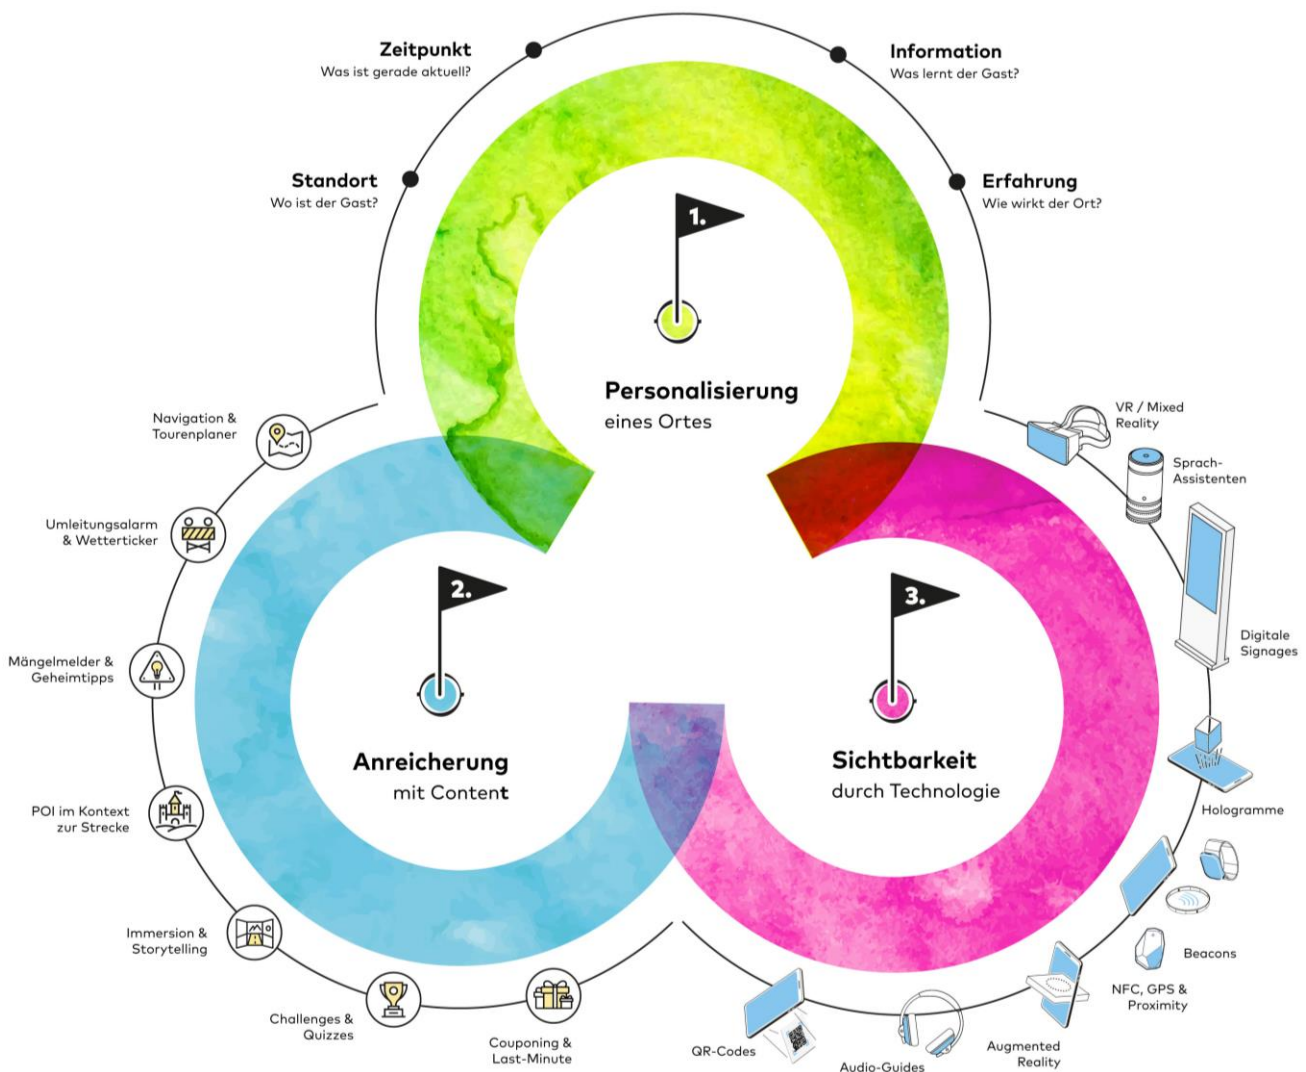 Zeitpunkt
Was ist gerade aktuell?
Information
Was lernt der Gast?
Standort
Wo ist der Gast?
Erfahrung
Wie wirkt der Ort?
1.
Personalisierung
eines Ortes
Navigation &
Tourenplaner
Umleitungsalarm
& Wetterticker
Mängelmelder &
Geheimtipps
POI im Kontext
zur Strecke
Immersion &
Storytelling
Challenges &
Quizzes
Couponing &
Last-Minute
2.
Anreicherung
mit Content
3.
Sichtbarkeit
durch Technologie
VR / Mixed
Reality
Sprach-
Assistenten
Digitale
Signages
Hologramme
Beacons
NFC, GPS &
Proximity
Augmented
Reality
Audio-Guides
QR-Codes